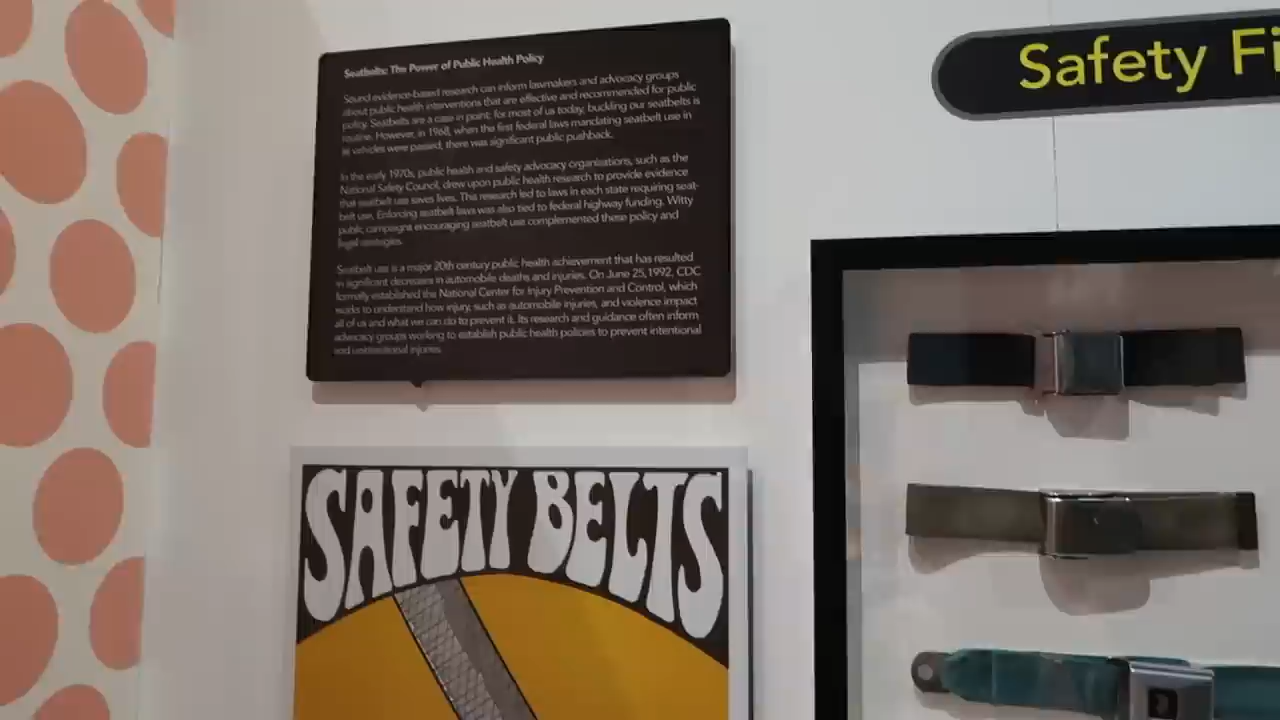 Seatbelts: The Power of Public Health Policy
Sound evidence-based research can inform lawmakers and advocacy groups
about public health interventions that are effective and recommended for public
policy. Seatbelts are a case in point: for most of us today, buckling our seatbelts is
routine. However, in 1968, when the first federal laws mandating seatbelt use in
vehicles were passed, there was significant public pushback.
In the early 1970s, public health and safety advocacy organizations, such as the
National Safety Council, drew upon public health research to provide evidence
that seatbelt use saves lives. This research led to laws in each state requiring seat-
belt use. Enforcing seatbelt laws was also tied to federal highway funding. Witty
public campaigns encouraging seatbelt use complemented these policy and
legal strategies.
Seatbelt use is a major 20th century public health achievement that has resulted
in significant decreases in automobile deaths and injuries. On June 25, 1992, CDC
formally established the National Center for Injury Prevention and Control, which
works to understand how injury, such as automobile injuries, and violence impact
all of us and what we can do to prevent it. Its research and guidance often inform
advocacy groups working to establish public health policies to prevent intentional
and unintentional injuries.
Safety Fi
SAFETY BELTS